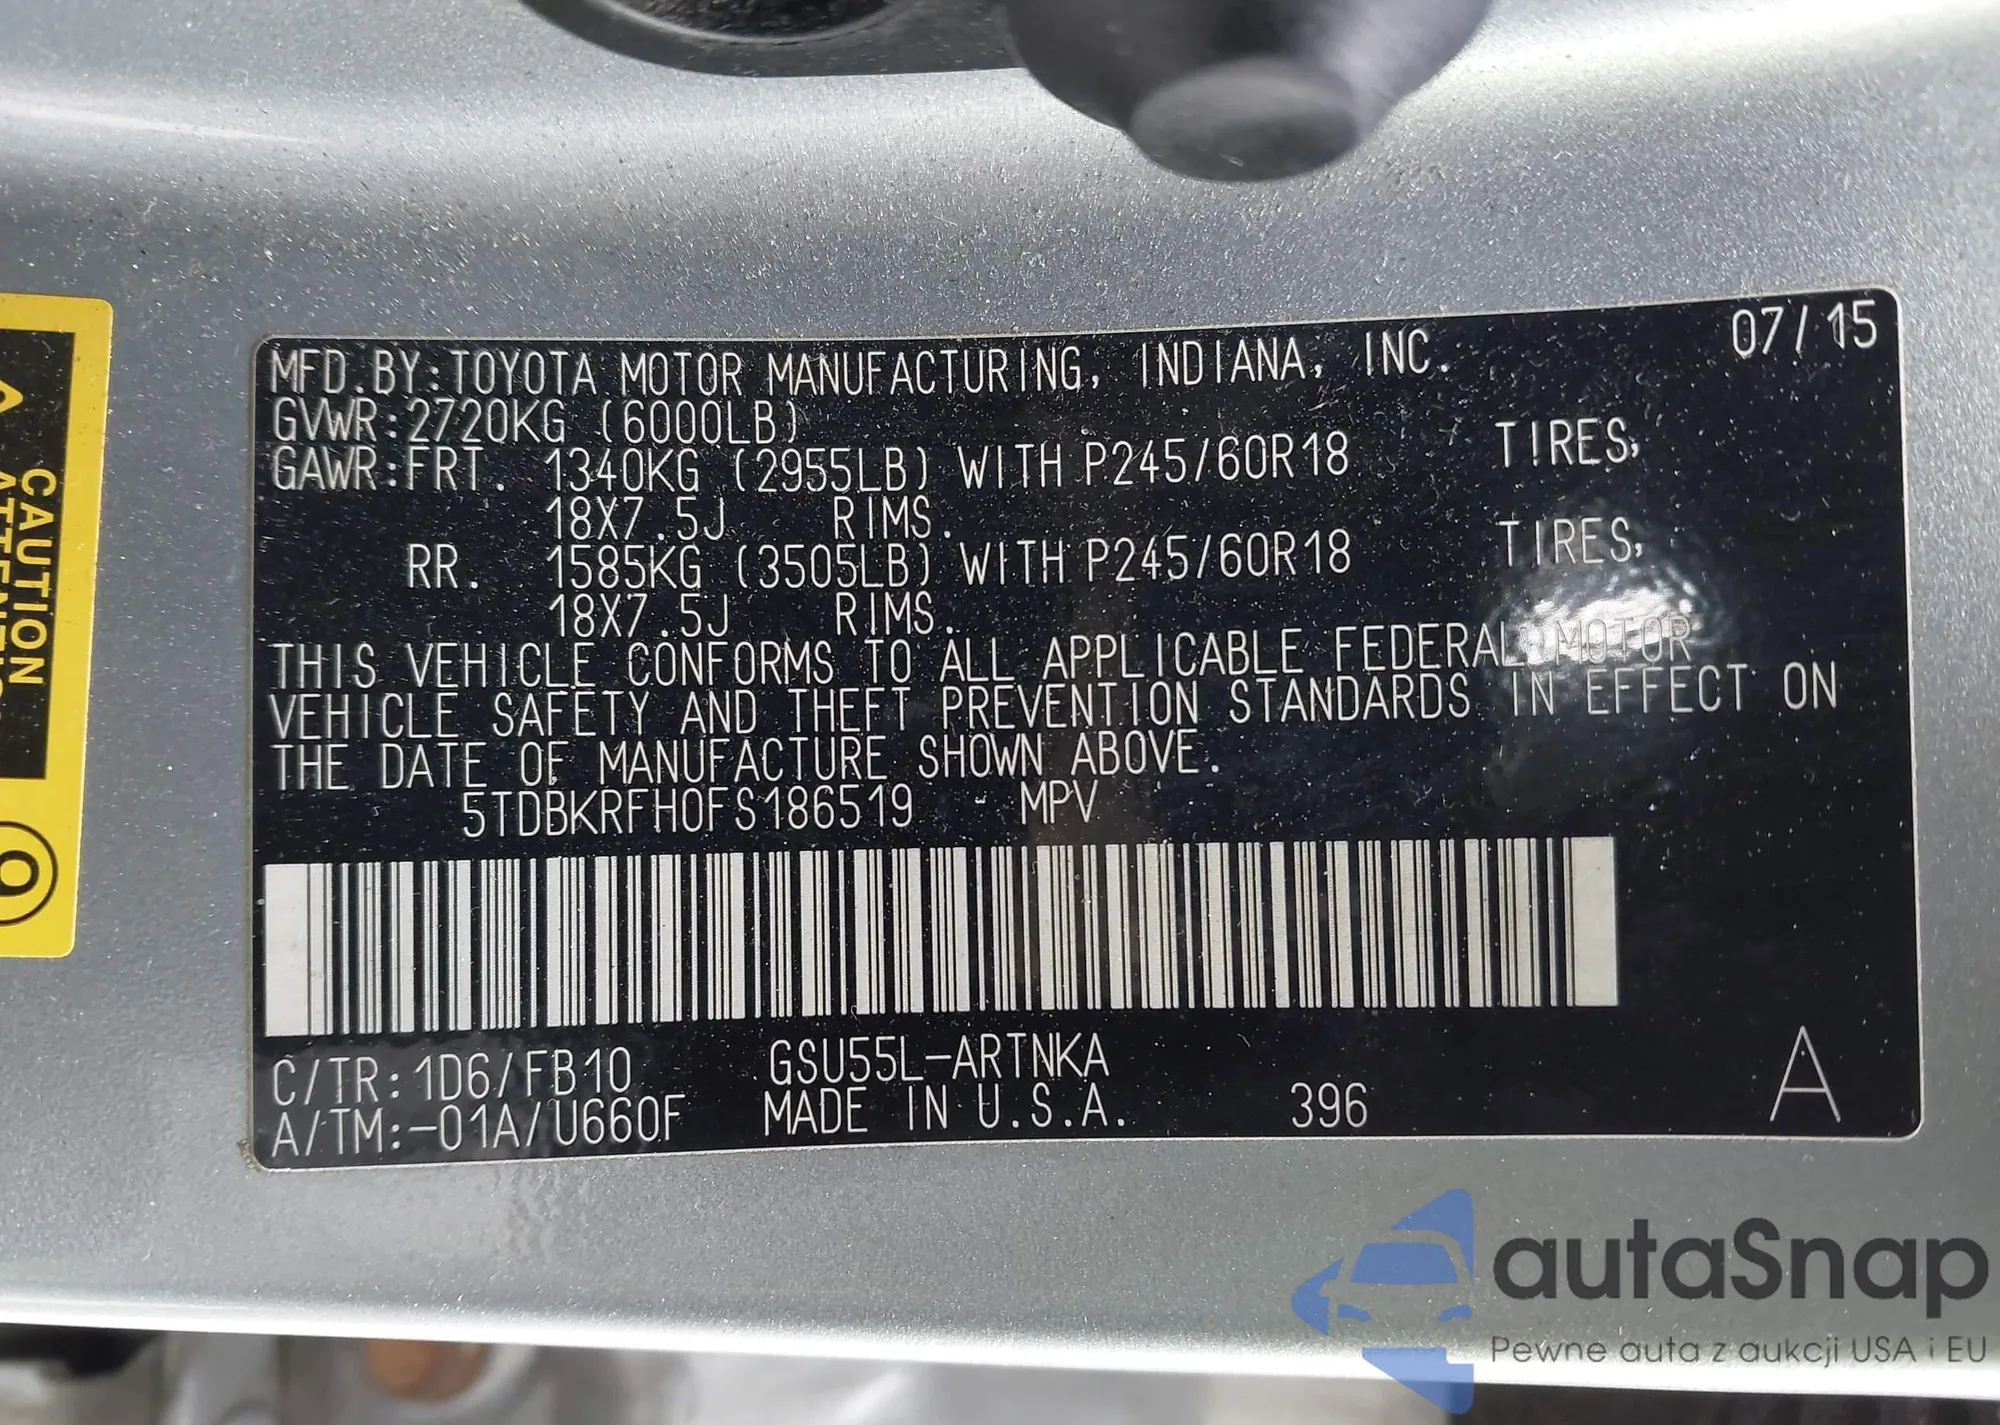 MFD.BY:TOYOTA MOTOR MANUFACTURING, INDIANA, INC. 07/15
GVWR:2720KG (6000LB)
GAWR:FRT. 1340KG (2955LB) WITH P245/60R18 TIRES,
18X7.5J RIMS.
RR. 1585KG (3505LB) WITH P245/60R18 TIRES,
18X7.5J RIMS.
THIS VEHICLE CONFORMS TO ALL APPLICABLE FEDERAL MOTOR
VEHICLE SAFETY AND THEFT PREVENTION STANDARDS IN EFFECT ON
THE DATE OF MANUFACTURE SHOWN ABOVE.
5TDBKRFH0FS186519 - MPV
C/TR:1D6/FB10 GSU55L-ARTNKA
A/TM:-01A/U660F MADE IN U.S.A. 396 A
CAUTION
autaSnap
Pewne auta z aukcji USA i EU